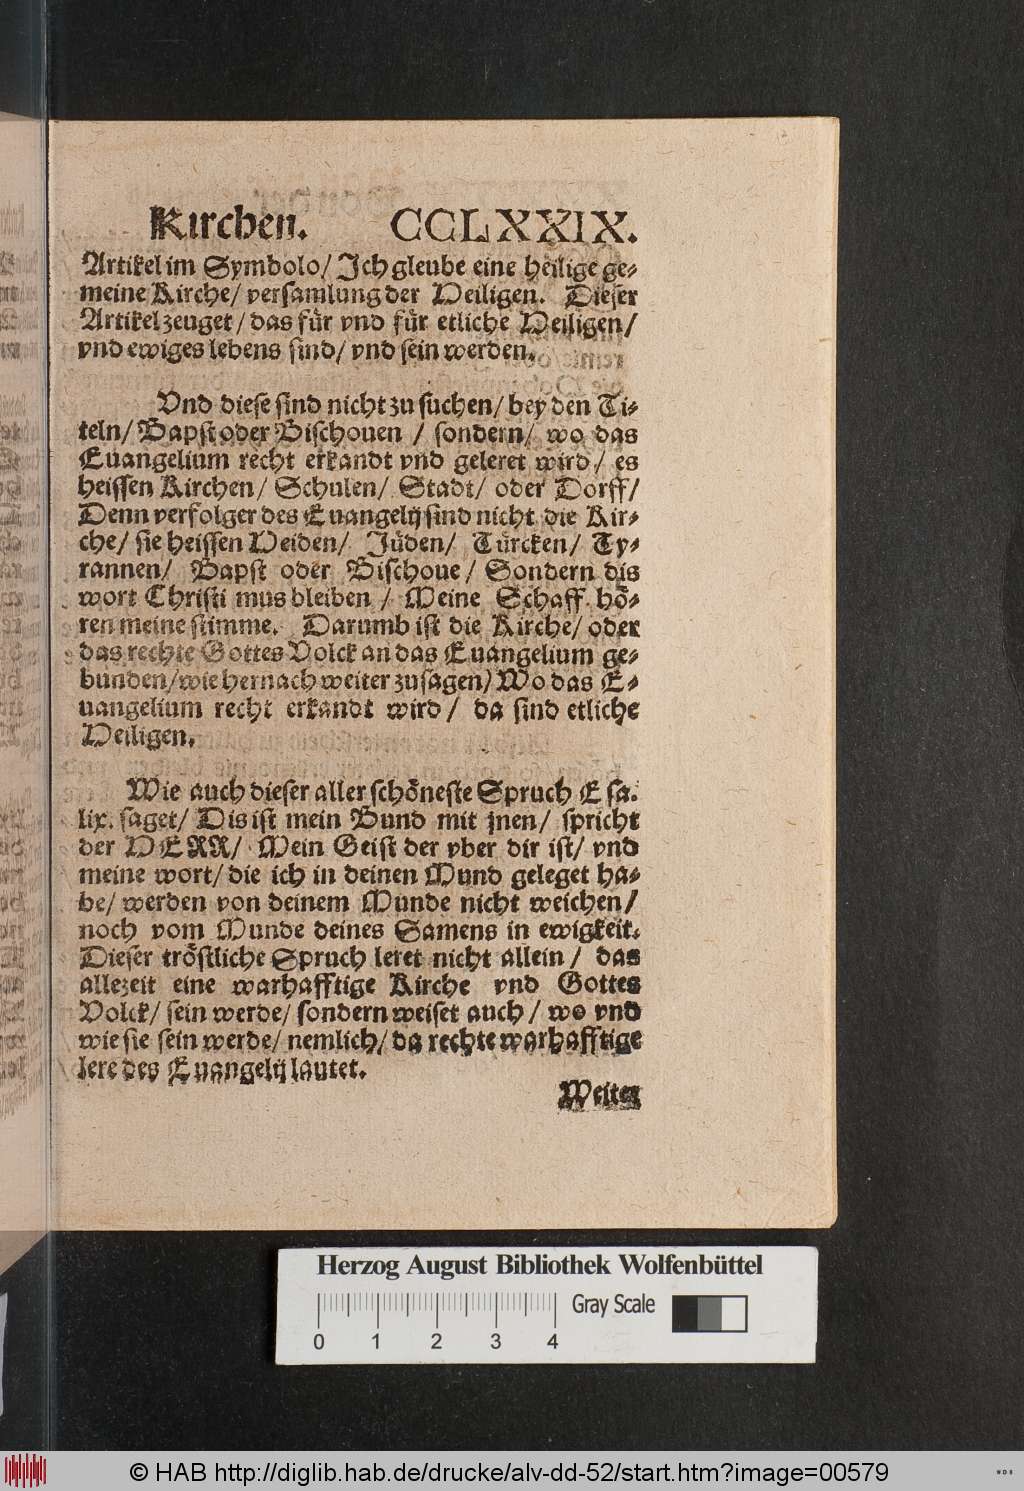 Kirchen. CCLXXIX.
Artikel im Symbolo/ Ich gleube eine heilige ge-
meine Kirche/ versamlung der Heiligen. Dieser
Artikel zeuget/ das für vnd für etliche Heiligen/
vnd ewiges lebens sind/ vnd sein werden.
Vnd diese sind nicht zu suchen/ bey den Ti-
teln/ Bapst oder Bischouen / sondern/ wo das
Euangelium recht erkandt vnd geleret wird/ es
heissen Kirchen/ Schulen/ Stadt/ oder Dorff/
Denn verfolger des Euangelij sind nicht die Kir-
che/ sie heissen Heiden/ Jüden/ Türcken/ Ty-
rannen/ Bapst oder Bischoue/ Sondern dis
wort Christi mus bleiben / Meine Schaff hö-
ren meine stimme. Darumb ist die Kirche/ oder
das rechte Gottes Volck an das Euangelium ge-
bunden/ wie hernach weiter zusagen) Wo das E-
uangelium recht erkandt wird/ da sind etliche
Heiligen.
Wie auch dieser aller schöneste Spruch Esa.
lix. saget/ Dis ist mein Bund mit jnen/ spricht
der HERR/ Mein Geist der vber dir ist/ vnd
meine wort/ die ich in deinen Mund geleget ha-
be/ werden von deinem Munde nicht weichen/
noch vom Munde deines Samens in ewigkeit.
Dieser tröstliche Spruch leret nicht allein/ das
allezeit eine warhafftige Kirche vnd Gottes
Volck/ sein werde/ sondern weiset auch/ wo vnd
wie sie sein werde/ nemlich/ da rechte warhafftige
lere des Euangelij lautet.
Weiter
Herzog August Bibliothek Wolfenbüttel
Gray Scale
0 1 2 3 4
© HAB http://diglib.hab.de/drucke/alv-dd-52/start.htm?image=00579
WDB